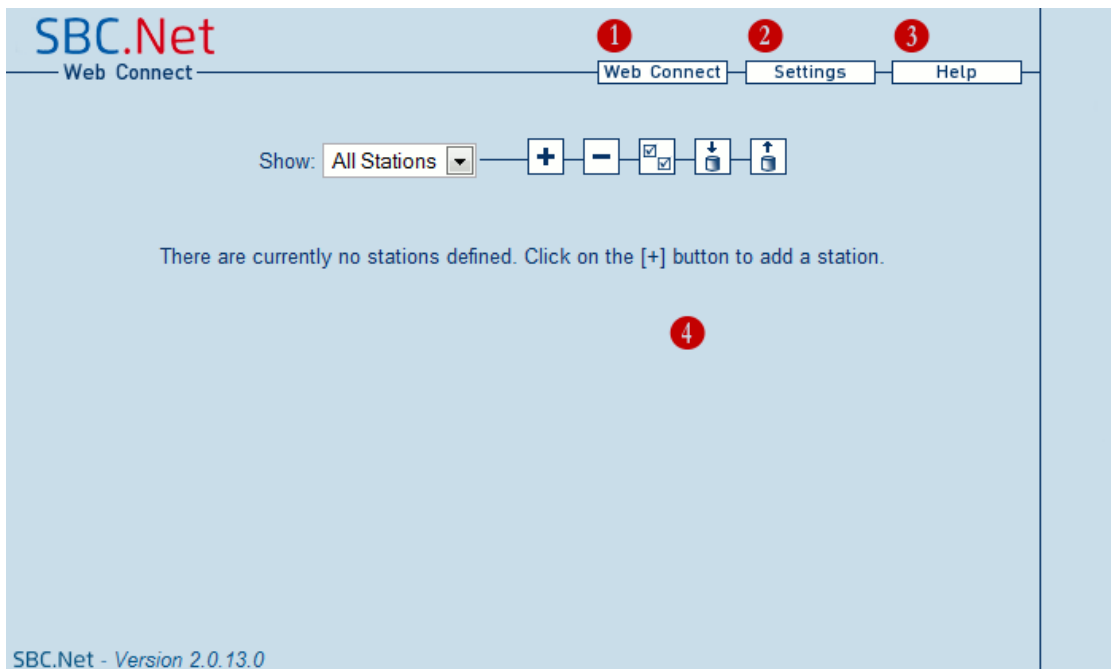 SBC.Net
1 2 3
Web Connect
Web Connect Settings Help
Show: All Stations
There are currently no stations defined. Click on the [+] button to add a station.
4
SBC.Net - Version 2.0.13.0